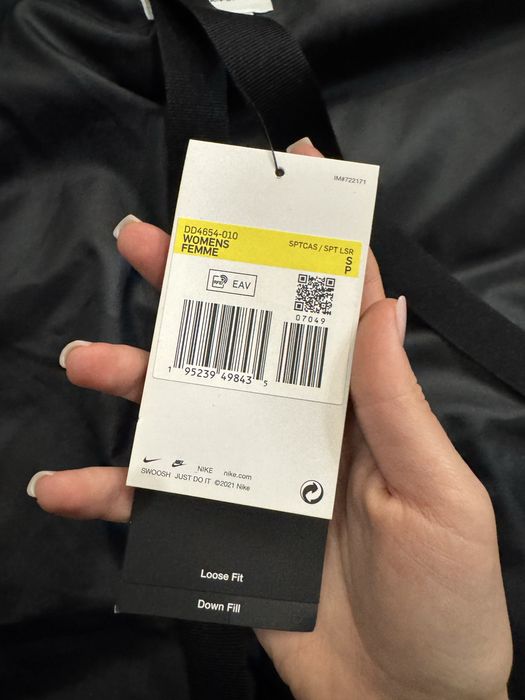 IM#722171
DD4654-010
WOMENS
FEMME
SPTCAS / SPT LSR
S
P
EAV
07049
1 95239 49843 5
NIKE nike.com
SWOOSH JUST DO IT ©2021 Nike
Loose Fit
Down Fill